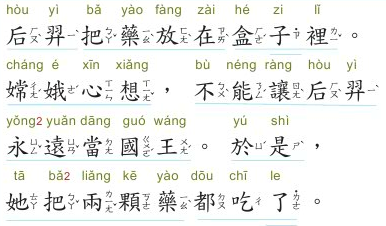 hòu yì bǎ yào fàng zài hé zi lǐ
后羿把藥放在盒子裡。
cháng é xīn xiǎng bù néng ràng hòu yì
嫦娥心想，不能讓后羿
yǒng2 yuǎn dāng guó wáng yú shì
永遠當國王。於是，
tā bǎ2 liǎng kē yào dōu chī le
她把兩顆藥都吃了。